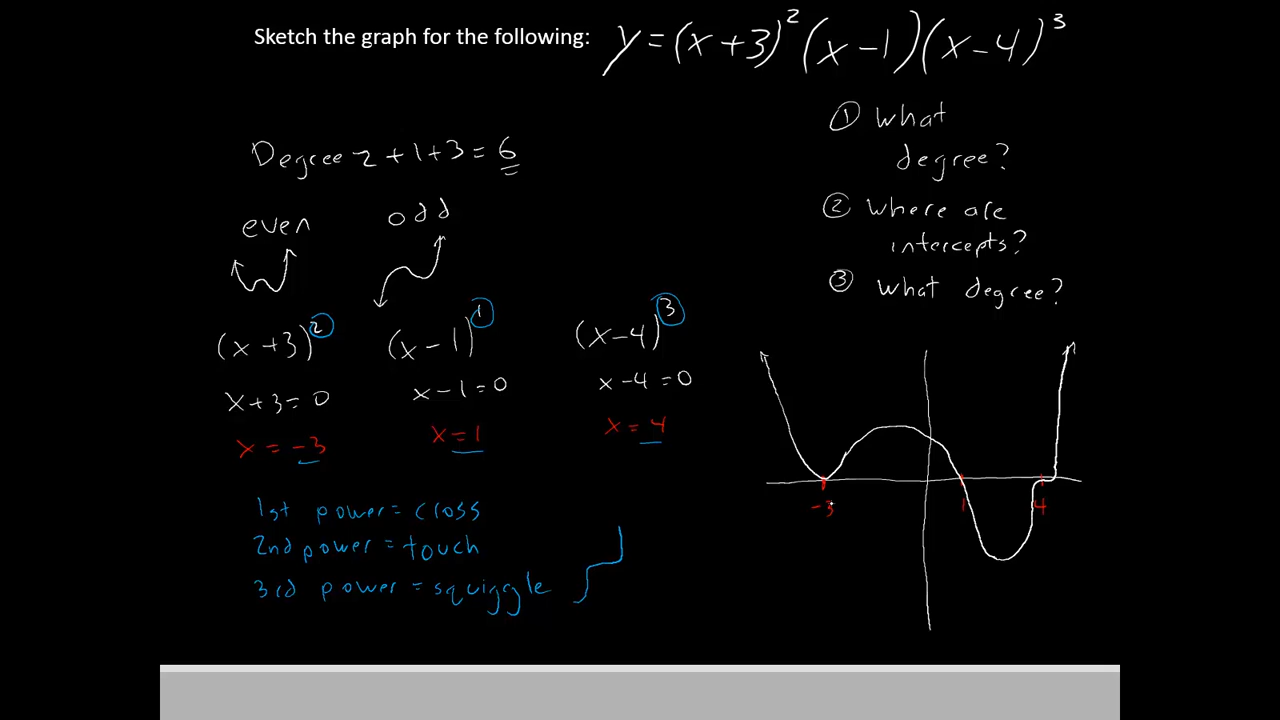 Sketch the graph for the following: y = (x + 3)² (x − 1)(x − 4)³
① What
degree?
② Where are
intercepts?
③ What degree?
Degree 2 + 1 + 3 = 6
even odd
(x + 3)² (x − 1)¹ (x − 4)³
x + 3 = 0 x − 1 = 0 x − 4 = 0
x = −3 x = 1 x = 4
1st power = cross
2nd power = touch
3rd power = squiggle
−3 1 4